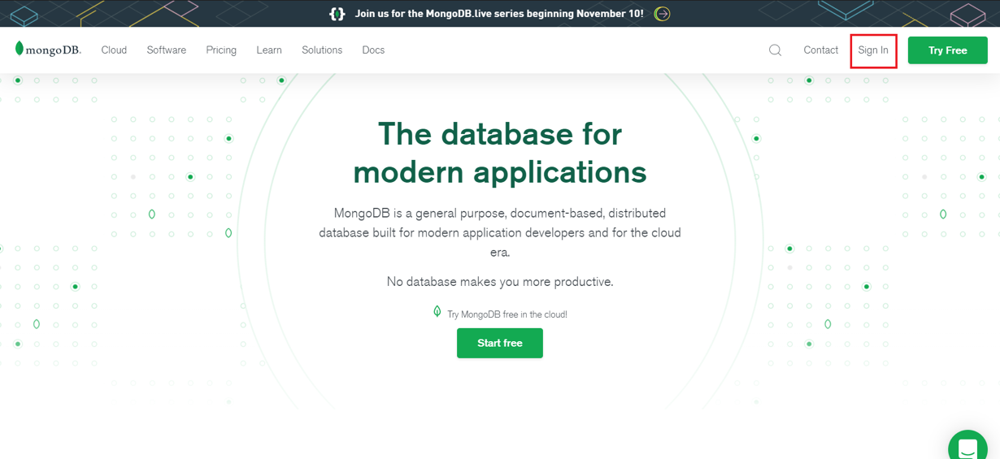 Join us for the MongoDB.live series beginning November 10!
mongoDB.
Cloud
Software
Pricing
Learn
Solutions
Docs
Contact
Sign In
Try Free
The database for
modern applications
MongoDB is a general purpose, document-based, distributed
database built for modern application developers and for the cloud
era.
No database makes you more productive.
Try MongoDB free in the cloud!
Start free